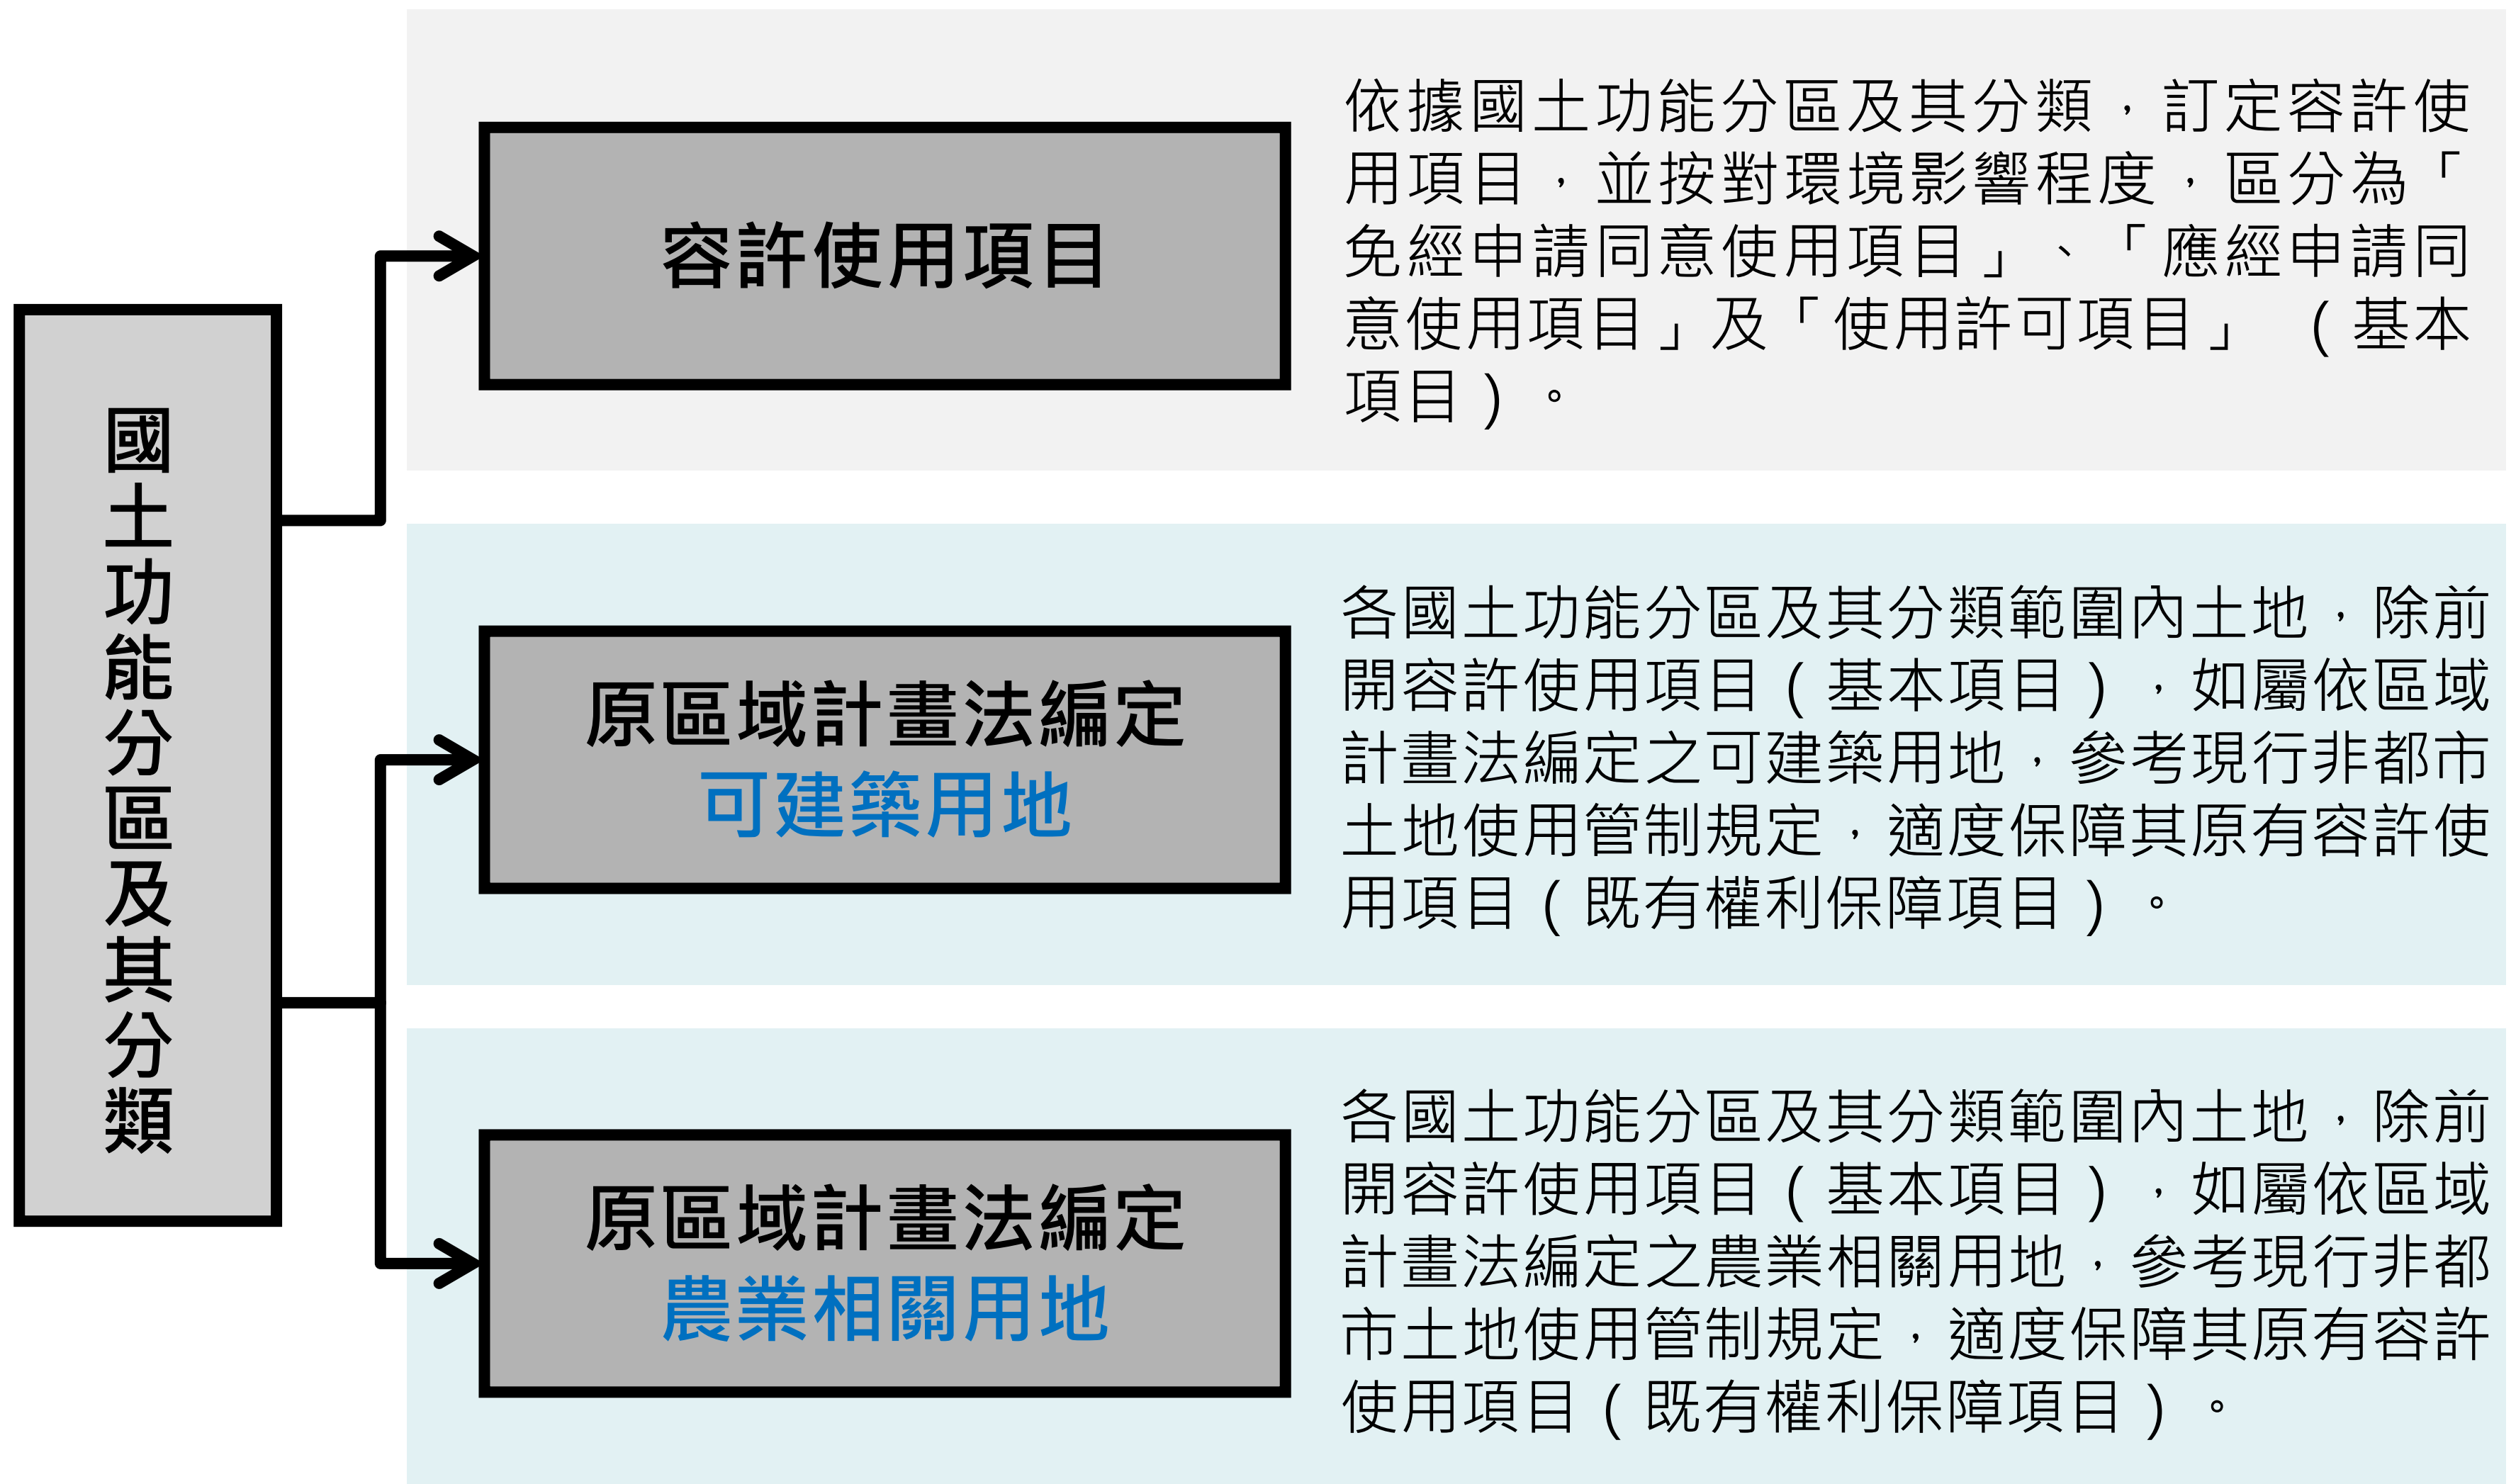 國土功能分區及其分類
容許使用項目
依據國土功能分區及其分類，訂定容許使
用項目，並按對環境影響程度，區分為「
免經申請同意使用項目」、「應經申請同
意使用項目」及「使用許可項目」（基本
項目）。
原區域計畫法編定
可建築用地
各國土功能分區及其分類範圍內土地，除前
開容許使用項目（基本項目），如屬依區域
計畫法編定之可建築用地，參考現行非都市
土地使用管制規定，適度保障其原有容許使
用項目（既有權利保障項目）。
原區域計畫法編定
農業相關用地
各國土功能分區及其分類範圍內土地，除前
開容許使用項目（基本項目），如屬依區域
計畫法編定之農業相關用地，參考現行非都
市土地使用管制規定，適度保障其原有容許
使用項目（既有權利保障項目）。